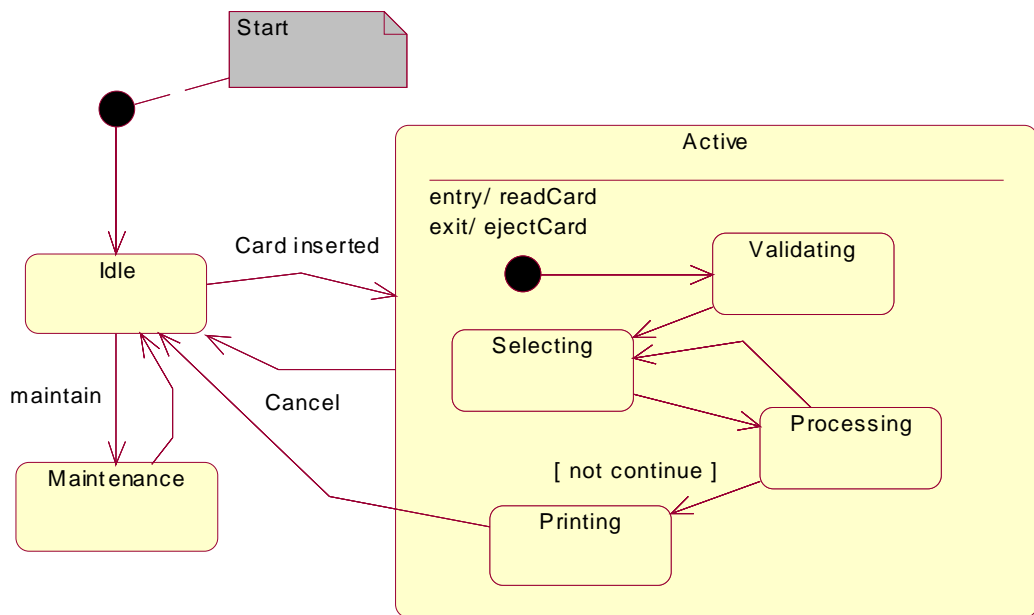 Start
Active
entry/ readCard
exit/ ejectCard
Card inserted
Validating
Idle
Selecting
maintain
Cancel
Processing
Maintenance
[ not continue ]
Printing